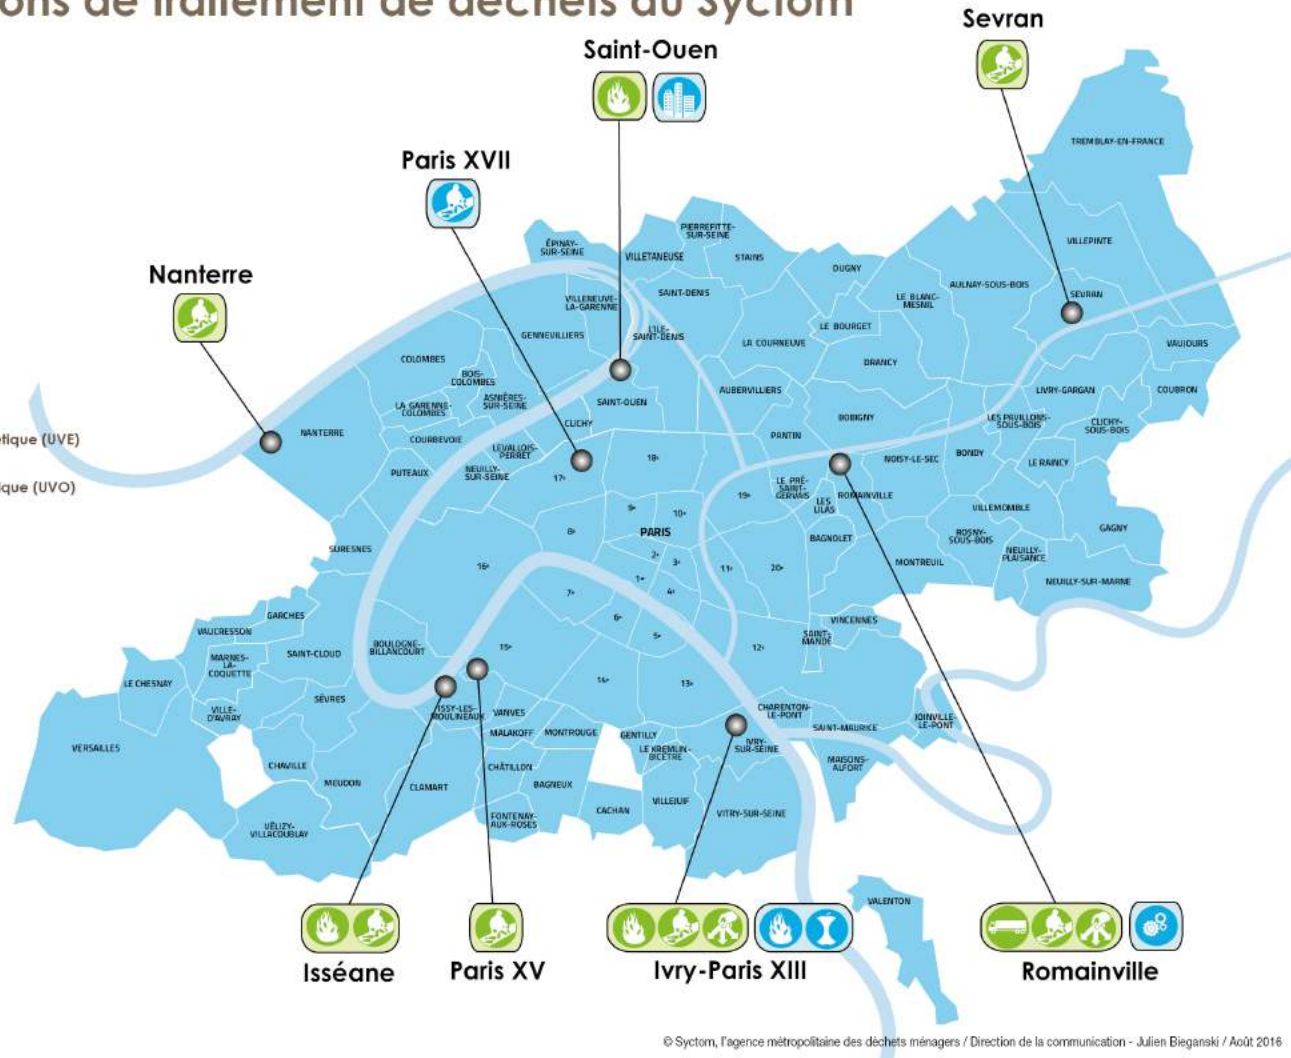 ons de traitement de déchets du Syctom
Sevran
Saint-Ouen
Paris XVII
Nanterre
TREMBLAY-EN-FRANCE
VILLEPINTE
PIERREFITTE-
SUR-SEINE
ÉPINAY-
SUR-SEINE
VILLETANEUSE
STAINS
DUGNY
AULNAY-SOUS-BOIS
SEVRAN
SAINT-DENIS
LE BLANC-
MESNIL
VILLENEUVE-
LA-GARENNE
L'ILE-
SAINT-DENIS
GENNEVILLIERS
LE BOURGET
LA COURNEUVE
VAUJOURS
COLOMBES
DRANCY
BOIS-
COLOMBES
AUBERVILLIERS
LIVRY-GARGAN
COUBRON
LA GARENNE-
COLOMBES
ASNIÈRES-
SUR-SEINE
SAINT-OUEN
BOBIGNY
LES PAVILLONS-
SOUS-BOIS
CLICHY-
SOUS-BOIS
CLICHY
NANTERRE
COURBEVOIE
PANTIN
étique (UVE)
LEVALLOIS-
PERRET
BONDY
NOISY-LE-SEC
LE RAINCY
18e
PUTEAUX
NEUILLY-
SUR-SEINE
17e
ique (UVO)
LE PRÉ-
SAINT-
GERVAIS
19e
LES
LILAS
ROMAINVILLE
VILLEMOMBLE
9e
10e
GAGNY
8e
PARIS
BAGNOLET
ROSNY-
SOUS-BOIS
SURESNES
2e
3e
NEUILLY-
PLAISANCE
16e
11e
20e
MONTREUIL
1er
4e
NEUILLY-SUR-MARNE
7e
GARCHES
6e
VINCENNES
VAUCRESSON
5e
SAINT-
MANDÉ
MARNES-
LA-
COQUETTE
SAINT-CLOUD
BOULOGNE-
BILLANCOURT
15e
12e
LE CHESNAY
14e
13e
SÈVRES
VILLE-
D'AVRAY
ISSY-LES-
MOULINEAUX
VANVES
CHARENTON-
LE-PONT
JOINVILLE-
LE-PONT
MALAKOFF
MONTROUGE
GENTILLY
SAINT-MAURICE
VERSAILLES
LE KREMLIN-
BICÊTRE
IVRY-
SUR-SEINE
CHAVILLE
CHÂTILLON
MAISONS-
ALFORT
MEUDON
CLAMART
BAGNEUX
CACHAN
VILLEJUIF
VITRY-SUR-SEINE
FONTENAY-
AUX-ROSES
VÉLIZY-
VILLACOUBLAY
VALENTON
Isséane
Paris XV
Ivry-Paris XIII
Romainville
© Syctom, l'agence métropolitaine des déchets ménagers / Direction de la communication - Julien Bieganski / Août 2016